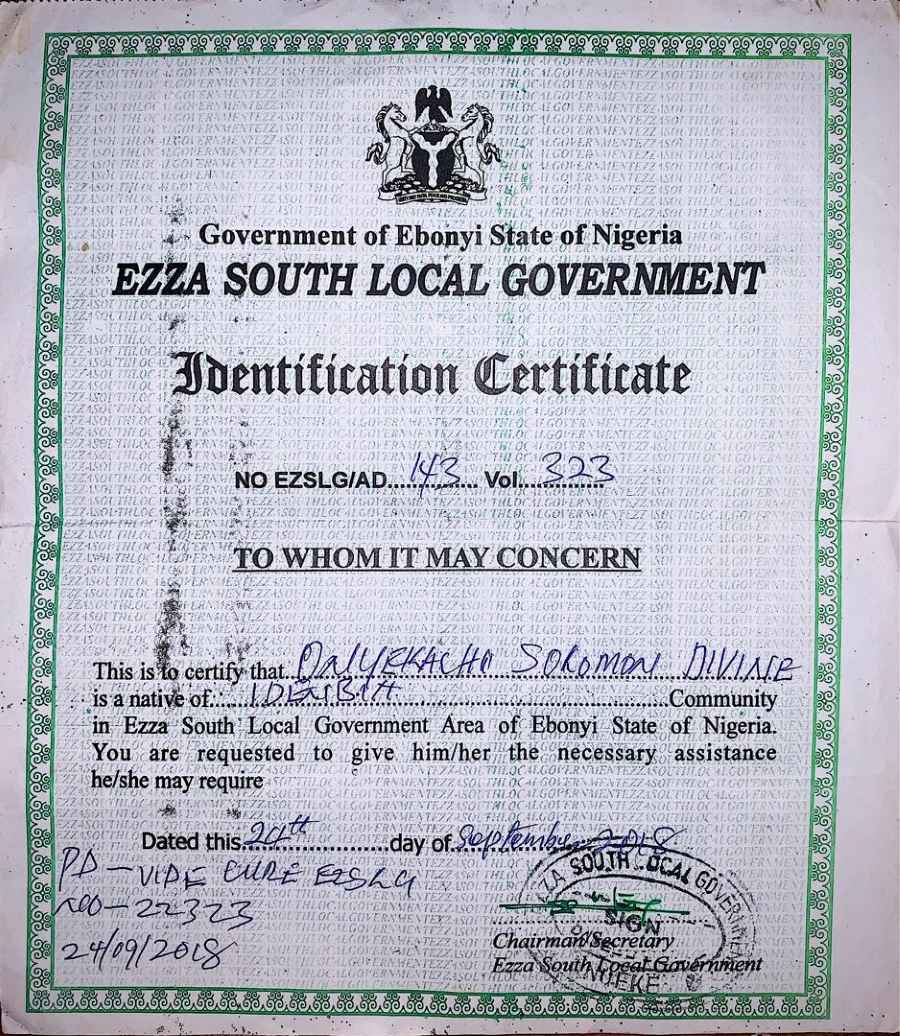 Government of Ebonyi State of Nigeria
EZZA SOUTH LOCAL GOVERNMENT
Identification Certificate
NO EZSLG/AD...143... Vol...323...
TO WHOM IT MAY CONCERN
This is to certify that ONYEKACHI SOLOMON DIVINE
is a native of IDEMBIA Community
in Ezza South Local Government Area of Ebonyi State of Nigeria.
You are requested to give him/her the necessary assistance
he/she may require
Dated this 24th day of September 2018
PD - VIDE EZSLG
NO - 22323
24/09/2018
EZZA SOUTH LOCAL GOVERNMENT
SIGN
Chairman/Secretary
Ezza South Local Government